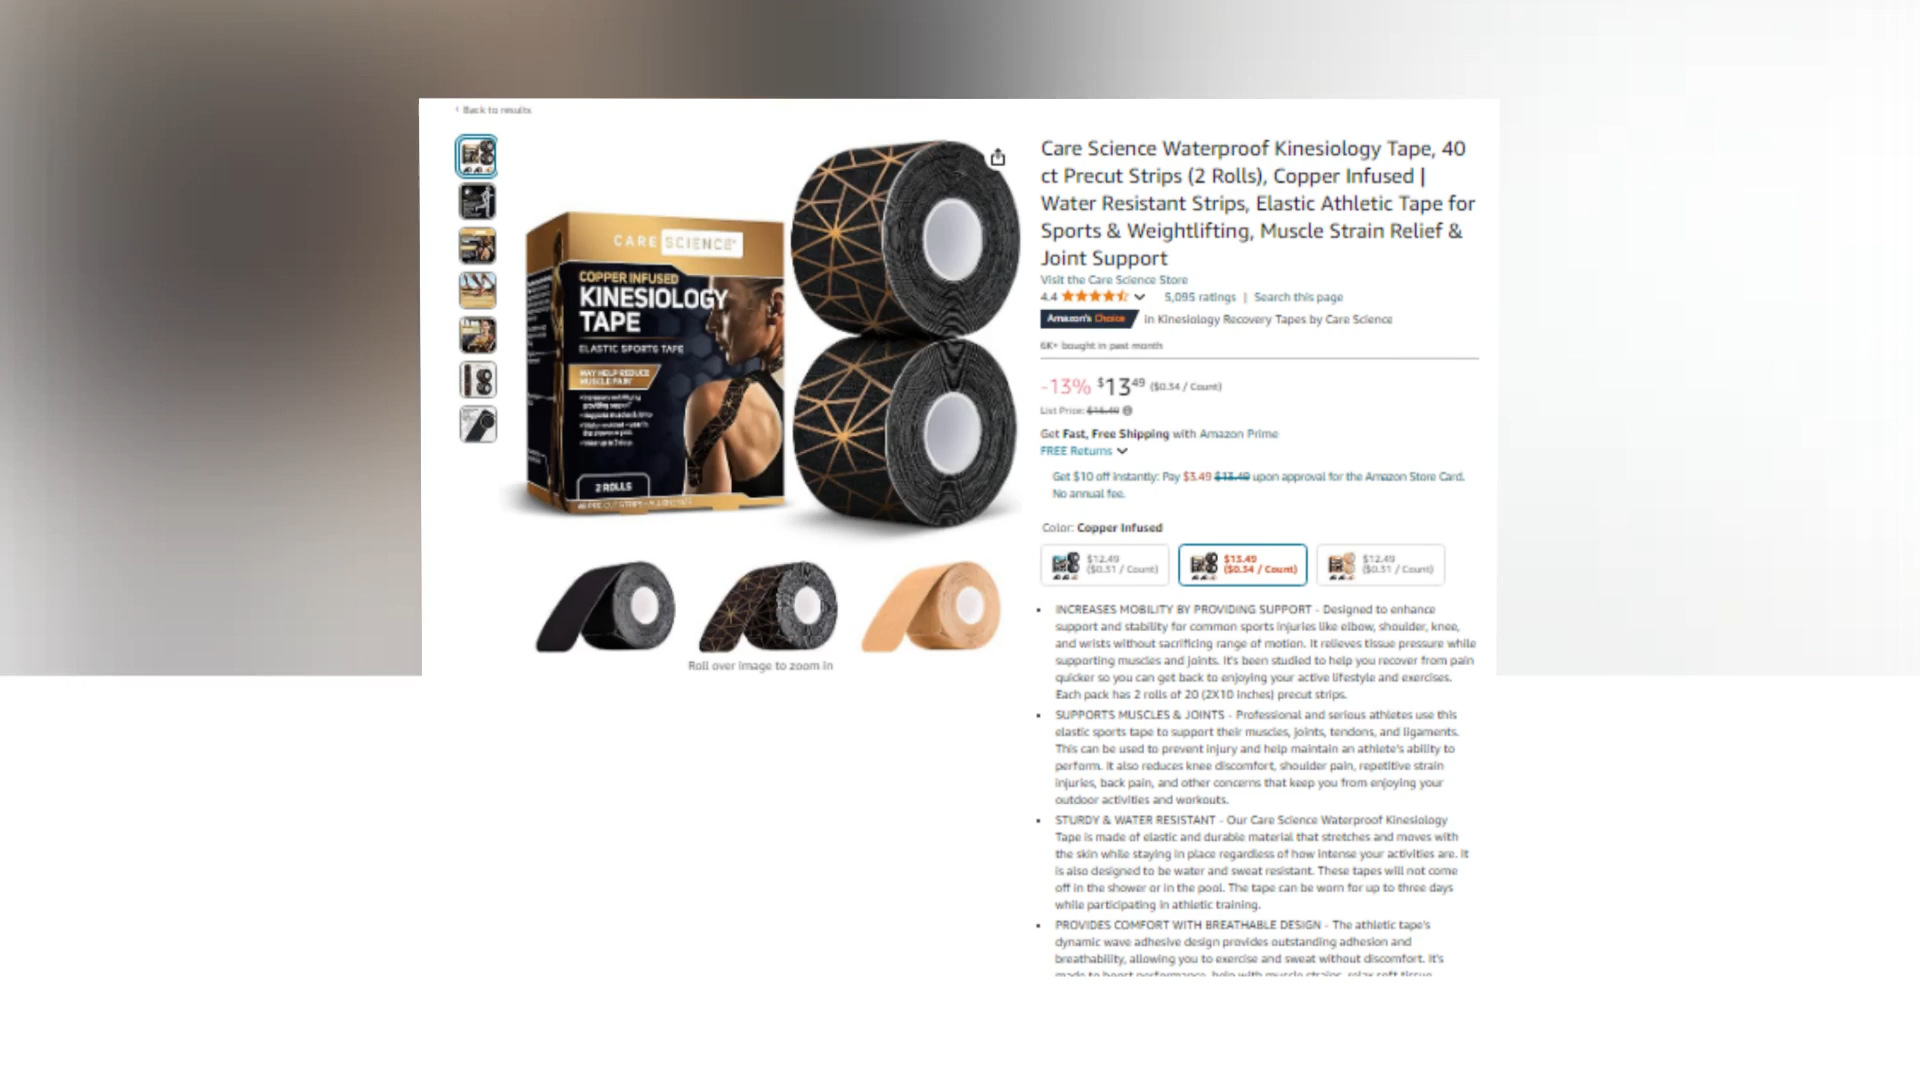 ‹ Back to results
CARE SCIENCE
COPPER INFUSED
KINESIOLOGY
TAPE
ELASTIC SPORTS TAPE
MAY HELP REDUCE
MUSCLE PAIN
2 ROLLS
Roll over image to zoom in
Care Science Waterproof Kinesiology Tape, 40
ct Precut Strips (2 Rolls), Copper Infused |
Water Resistant Strips, Elastic Athletic Tape for
Sports & Weightlifting, Muscle Strain Relief &
Joint Support
Visit the Care Science Store
4.4 5,095 ratings | Search this page
Amazon's Choice in Kinesiology Recovery Tapes by Care Science
6K+ bought in past month
-13% $13 49 ($0.34 / Count)
List Price:
Get Fast, Free Shipping with Amazon Prime
FREE Returns
Get $10 off instantly: Pay $3.49 $13.49 upon approval for the Amazon Store Card.
No annual fee.
Color: Copper Infused
$12.49 $13.49 $12.49
($0.31 / Count) ($0.34 / Count) ($0.31 / Count)
• INCREASES MOBILITY BY PROVIDING SUPPORT - Designed to enhance
support and stability for common sports injuries like elbow, shoulder, knee,
and wrists without sacrificing range of motion. It relieves tissue pressure while
supporting muscles and joints. It's been studied to help you recover from pain
quicker so you can get back to enjoying your active lifestyle and exercises.
Each pack has 2 rolls of 20 (2X10 inches) precut strips.
• SUPPORTS MUSCLES & JOINTS - Professional and serious athletes use this
elastic sports tape to support their muscles, joints, tendons, and ligaments.
This can be used to prevent injury and help maintain an athlete's ability to
perform. It also reduces knee discomfort, shoulder pain, repetitive strain
injuries, back pain, and other concerns that keep you from enjoying your
outdoor activities and workouts.
• STURDY & WATER RESISTANT - Our Care Science Waterproof Kinesiology
Tape is made of elastic and durable material that stretches and moves with
the skin while staying in place regardless of how intense your activities are. It
is also designed to be water and sweat resistant. These tapes will not come
off in the shower or in the pool. The tape can be worn for up to three days
while participating in athletic training.
• PROVIDES COMFORT WITH BREATHABLE DESIGN - The athletic tape's
dynamic wave adhesive design provides outstanding adhesion and
breathability, allowing you to exercise and sweat without discomfort. It's
made to boost performance, help with muscle strains, relax soft tissue